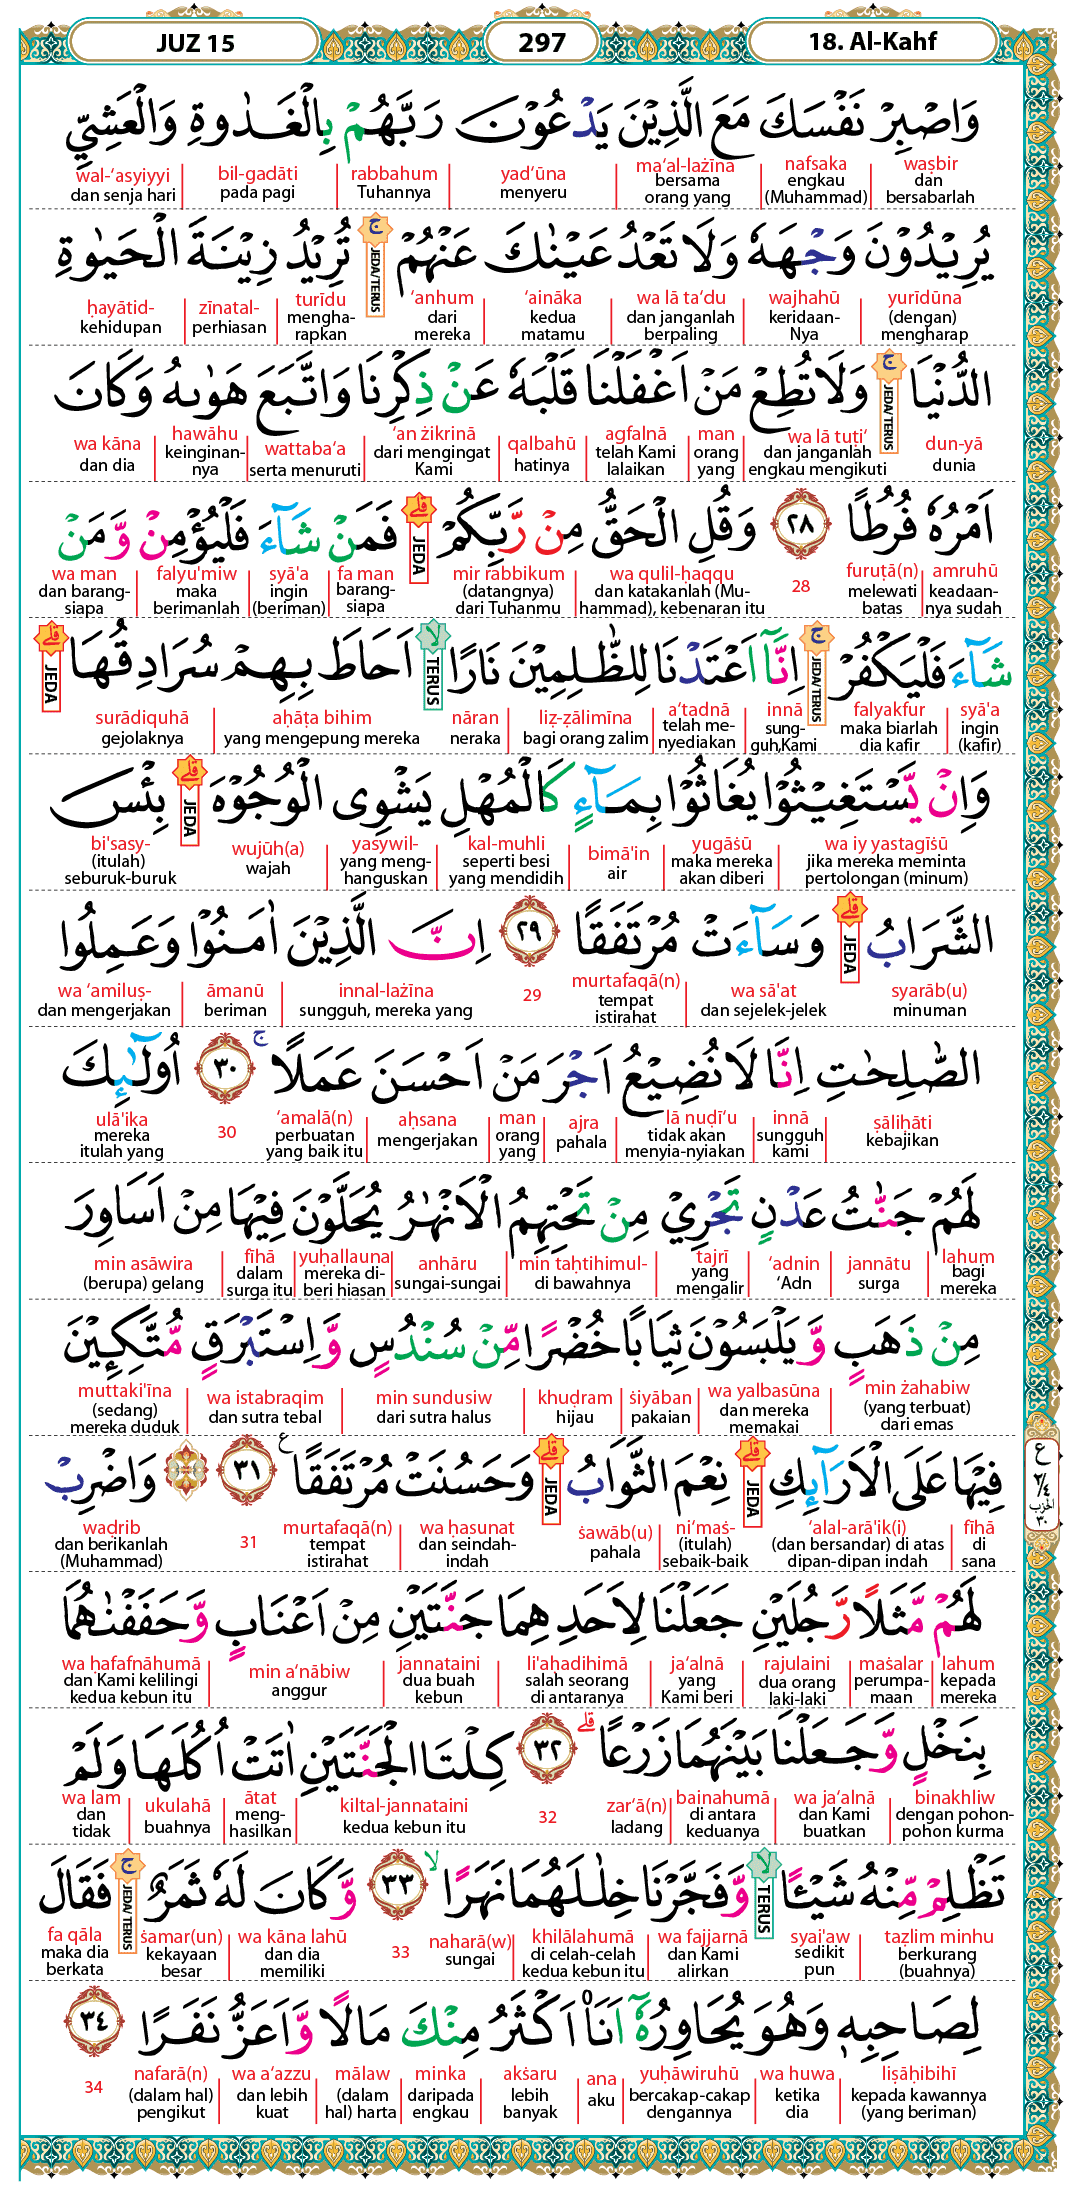 JUZ 15 297 18. Al-Kahf
وَاصْبِرْ نَفْسَكَ مَعَ الَّذِيْنَ يَدْعُوْنَ رَبَّهُمْ بِالْغَدٰوةِ وَالْعَشِيِّ
waṣbir nafsaka ma‘al-lażīna yad‘ūna rabbahum bil-gadāti wal-‘asyiyyi
dan bersabarlah engkau (Muhammad) bersama orang yang menyeru Tuhannya pada pagi dan senja hari
يُرِيْدُوْنَ وَجْهَهٗ وَلَا تَعْدُ عَيْنٰكَ عَنْهُمْۚ تُرِيْدُ زِيْنَةَ الْحَيٰوةِ
JEDA/TERUS
yurīdūna wajhahū wa lā ta‘du ‘aināka ‘anhum turīdu zīnatal- ḥayātid-
(dengan) mengharap keridaan-Nya dan janganlah berpaling kedua matamu dari mereka mengha-rapkan perhiasan kehidupan
الدُّنْيَاۚ وَلَا تُطِعْ مَنْ اَغْفَلْنَا قَلْبَهٗ عَنْ ذِكْرِنَا وَاتَّبَعَ هَوٰىهُ وَكَانَ
JEDA/TERUS
dun-yā wa lā tuṭi‘ man agfalnā qalbahū ‘an żikrinā wattaba‘a hawāhu wa kāna
dunia dan janganlah engkau mengikuti orang yang telah Kami lalaikan hatinya dari mengingat Kami serta menuruti keinginan-nya dan dia
اَمْرُهٗ فُرُطًا ٢٨ وَقُلِ الْحَقُّ مِنْ رَّبِّكُمْۗ فَمَنْ شَاۤءَ فَلْيُؤْمِنْ وَّمَنْ
JEDA
amruhū furuṭā(n) 28 wa qulil-ḥaqqu mir rabbikum fa man syā'a falyu'miw wa man
keadaan-nya sudah melewati batas dan katakanlah (Mu-hammad), kebenaran itu (datangnya) dari Tuhanmu barang-siapa ingin (beriman) maka berimanlah dan barang-siapa
شَاۤءَ فَلْيَكْفُرْۚ اِنَّآ اَعْتَدْنَا لِلظّٰلِمِيْنَ نَارًاۙ اَحَاطَ بِهِمْ سُرَادِقُهَاۗ
JEDA/TERUS TERUS JEDA
syā'a falyakfur innā a‘tadnā liẓ-ẓālimīna nāran aḥāṭa bihim surādiquhā
ingin (kafir) maka biarlah dia kafir sung-guh,Kami telah me-nyediakan bagi orang zalim neraka yang mengepung mereka gejolaknya
وَاِنْ يَّسْتَغِيْثُوْا يُغَاثُوْا بِمَاۤءٍ كَالْمُهْلِ يَشْوِى الْوُجُوْهَۗ بِئْسَ
JEDA
wa iy yastagīṡū yugāṡū bimā'in kal-muhli yasywil- wujūh(a) bi'sasy-
jika mereka meminta pertolongan (minum) maka mereka akan diberi air seperti besi yang mendidih yang meng-hanguskan wajah (itulah) seburuk-buruk
الشَّرَابُۗ وَسَاۤءَتْ مُرْتَفَقًا ٢٩ اِنَّ الَّذِيْنَ اٰمَنُوْا وَعَمِلُوا
JEDA
syarāb(u) wa sā'at murtafaqā(n) 29 innal-lażīna āmanū wa ‘amiluṣ-
minuman dan sejelek-jelek tempat istirahat sungguh, mereka yang beriman dan mengerjakan
الصّٰلِحٰتِ اِنَّا لَا نُضِيْعُ اَجْرَ مَنْ اَحْسَنَ عَمَلًاۚ ٣٠ اُولٰۤىِٕكَ
ṣāliḥāti innā lā nuḍī‘u ajra man aḥsana ‘amalā(n) 30 ulā'ika
kebajikan sungguh kami tidak akan menyia-nyiakan pahala orang yang mengerjakan perbuatan yang baik itu mereka itulah yang
لَهُمْ جَنّٰتُ عَدْنٍ تَجْرِيْ مِنْ تَحْتِهِمُ الْاَنْهٰرُ يُحَلَّوْنَ فِيْهَا مِنْ اَسَاوِرَ
lahum jannātu ‘adnin tajrī min taḥtihimul- anhāru yuḥallauna fīhā min asāwira
bagi mereka surga ‘Adn yang mengalir di bawahnya sungai-sungai mereka di-beri hiasan dalam surga itu (berupa) gelang
مِنْ ذَهَبٍ وَّيَلْبَسُوْنَ ثِيَابًا خُضْرًا مِّنْ سُنْدُسٍ وَّاِسْتَبْرَقٍ مُّتَّكِـِٕيْنَ
min żahabiw wa yalbasūna ṡiyāban khuḍram min sundusiw wa istabraqim muttaki'īna
(yang terbuat) dari emas dan mereka memakai pakaian hijau dari sutra halus dan sutra tebal (sedang) mereka duduk
فِيْهَا عَلَى الْاَرَاۤىِٕكِۗ نِعْمَ الثَّوَابُۗ وَحَسُنَتْ مُرْتَفَقًا ࣖ ٣١ ۞ وَاضْرِبْ
JEDA JEDA
ع ٢/٤ الحزب ٣٠
fīhā ‘alal-arā'ik(i) ni‘maṡ- ṡawāb(u) wa ḥasunat murtafaqā(n) 31 waḍrib
di sana (dan bersandar) di atas dipan-dipan indah (itulah) sebaik-baik pahala dan seindah-indah tempat istirahat dan berikanlah (Muhammad)
لَهُمْ مَّثَلًا رَّجُلَيْنِ جَعَلْنَا لِاَحَدِهِمَا جَنَّتَيْنِ مِنْ اَعْنَابٍ وَّحَفَفْنٰهُمَا
lahum maṡalar rajulaini ja‘alnā li'aḥadihimā jannataini min a‘nābiw wa ḥafafnāhumā
kepada mereka perumpa-maan dua orang laki-laki yang Kami beri salah seorang di antaranya dua buah kebun anggur dan Kami kelilingi kedua kebun itu
بِنَخْلٍ وَّجَعَلْنَا بَيْنَهُمَا زَرْعًاۗ ٣٢ كِلْتَا الْجَنَّتَيْنِ اٰتَتْ اُكُلَهَا وَلَمْ
binakhliw wa ja‘alnā bainahumā zar‘ā(n) 32 kiltal-jannataini ātat ukulahā wa lam
dengan pohon-pohon kurma dan Kami buatkan di antara keduanya ladang kedua kebun itu meng-hasilkan buahnya dan tidak
تَظْلِمْ مِّنْهُ شَيْـًٔاۙ وَّفَجَّرْنَا خِلٰلَهُمَا نَهَرًاۙ ٣٣ وَّكَانَ لَهٗ ثَمَرٌۚ فَقَالَ
TERUS JEDA/TERUS
taẓlim minhu syai'aw wa fajjarnā khilālahumā naharā(w) 33 wa kāna lahū ṡamar(un) fa qāla
berkurang (buahnya) sedikit pun dan Kami alirkan di celah-celah kedua kebun itu sungai dan dia memiliki kekayaan besar maka dia berkata
لِصَاحِبِهٖ وَهُوَ يُحَاوِرُهٗٓ اَنَا۠ اَكْثَرُ مِنْكَ مَالًا وَّاَعَزُّ نَفَرًا ٣٤
liṣāḥibihī wa huwa yuḥāwiruhū ana akṡaru minka mālaw wa a‘azzu nafarā(n) 34
kepada kawannya (yang beriman) ketika dia bercakap-cakap dengannya aku lebih banyak daripada engkau (dalam hal) harta dan lebih kuat (dalam hal) pengikut